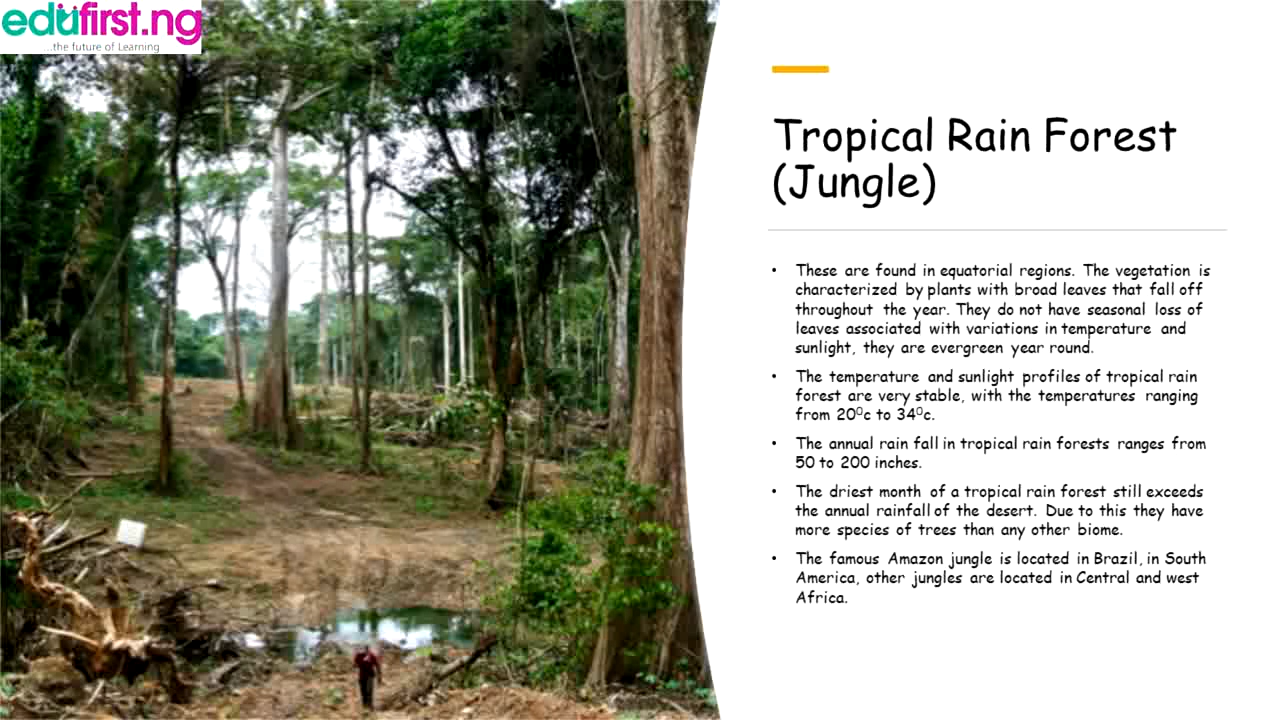 edufirst.ng
...the future of Learning
Tropical Rain Forest
(Jungle)
• These are found in equatorial regions. The vegetation is
characterized by plants with broad leaves that fall off
throughout the year. They do not have seasonal loss of
leaves associated with variations in temperature and
sunlight, they are evergreen year round.
• The temperature and sunlight profiles of tropical rain
forest are very stable, with the temperatures ranging
from 20⁰c to 34⁰c.
• The annual rain fall in tropical rain forests ranges from
50 to 200 inches.
• The driest month of a tropical rain forest still exceeds
the annual rainfall of the desert. Due to this they have
more species of trees than any other biome.
• The famous Amazon jungle is located in Brazil, in South
America, other jungles are located in Central and west
Africa.